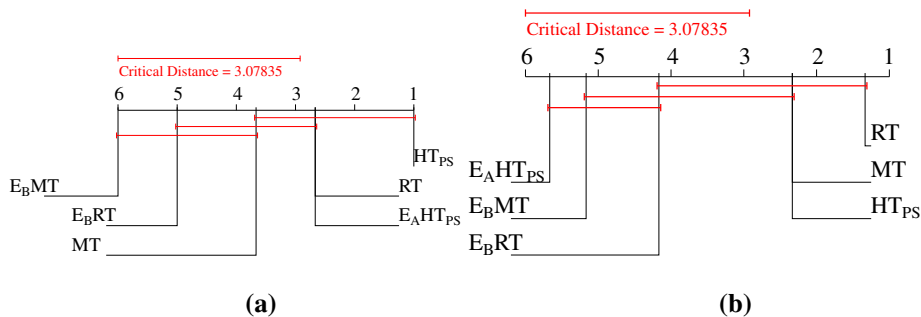 Critical Distance = 3.07835
6 5 4 3 2 1
HT_PS
E_BMT
RT
E_BRT
E_AHT_PS
MT
(a)
Critical Distance = 3.07835
6 5 4 3 2 1
RT
E_AHT_PS
MT
E_BMT
HT_PS
E_BRT
(b)